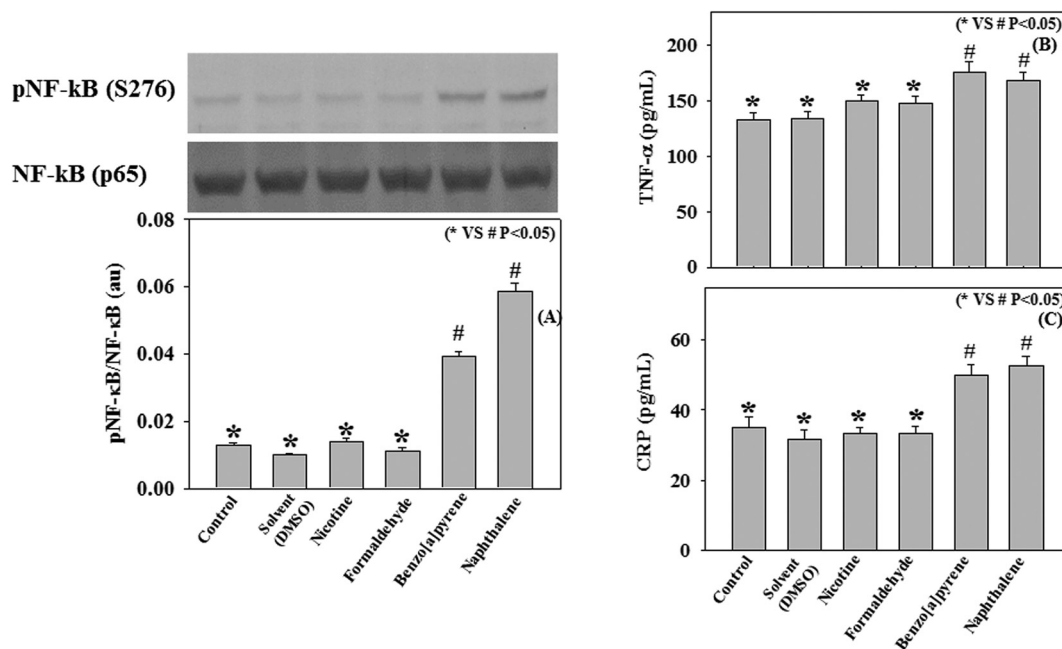 pNF-kB (S276)
NF-kB (p65)
0.08
0.06
0.04
0.02
0.00
pNF-κB/NF-κB (au)
(* VS # P<0.05)
(A)
*
*
*
*
#
#
Control
Solvent
(DMSO)
Nicotine
Formaldehyde
Benzo[a]pyrene
Naphthalene
(* VS # P<0.05)
(B)
200
150
100
50
0
TNF-α (pg/mL)
*
*
*
*
#
#
(* VS # P<0.05)
(C)
60
40
20
0
CRP (pg/mL)
*
*
*
*
#
#
Control
Solvent
(DMSO)
Nicotine
Formaldehyde
Benzo[a]pyrene
Naphthalene